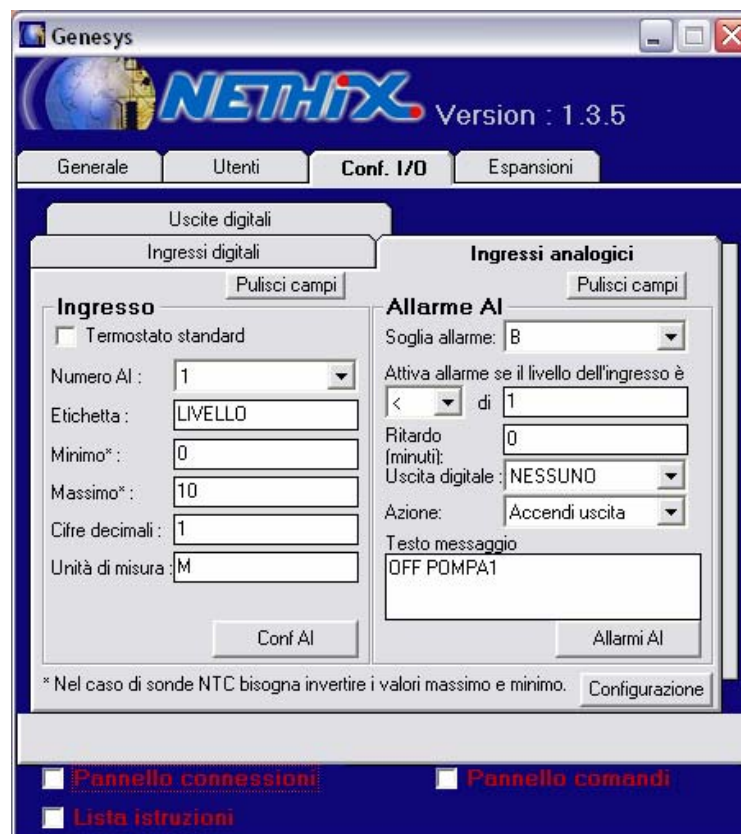 Genesys
NETHIX Version : 1.3.5
Generale Utenti Conf. I/O Espansioni
Uscite digitali
Ingressi digitali Ingressi analogici
Pulisci campi
Ingresso
Termostato standard
Numero AI : 1
Etichetta : LIVELLO
Minimo* : 0
Massimo* : 10
Cifre decimali : 1
Unità di misura : M
Conf AI
Pulisci campi
Allarme AI
Soglia allarme: B
Attiva allarme se il livello dell'ingresso è
< di 1
Ritardo (minuti): 0
Uscita digitale : NESSUNO
Azione: Accendi uscita
Testo messaggio
OFF POMPA1
Allarmi AI
* Nel caso di sonde NTC bisogna invertire i valori massimo e minimo. Configurazione
Pannello connessioni Pannello comandi
Lista istruzioni